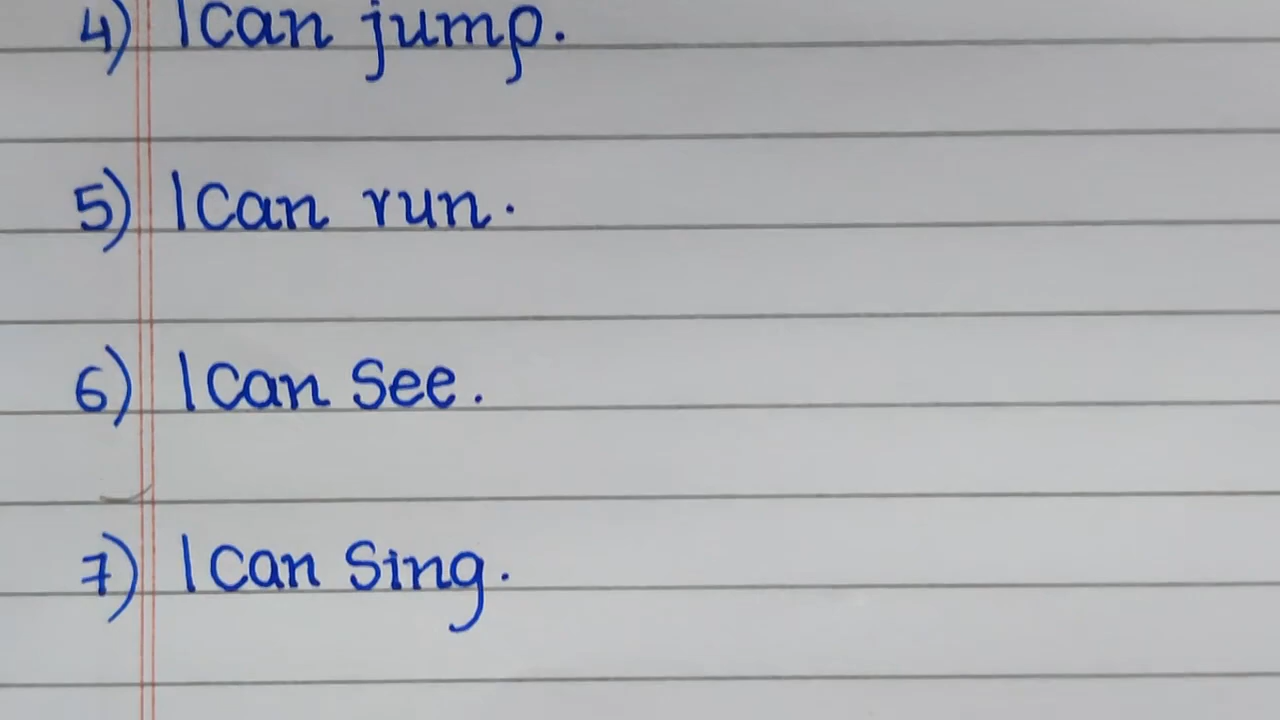 4) I can jump.
5) I can run.
6) I can See.
7) I can Sing.